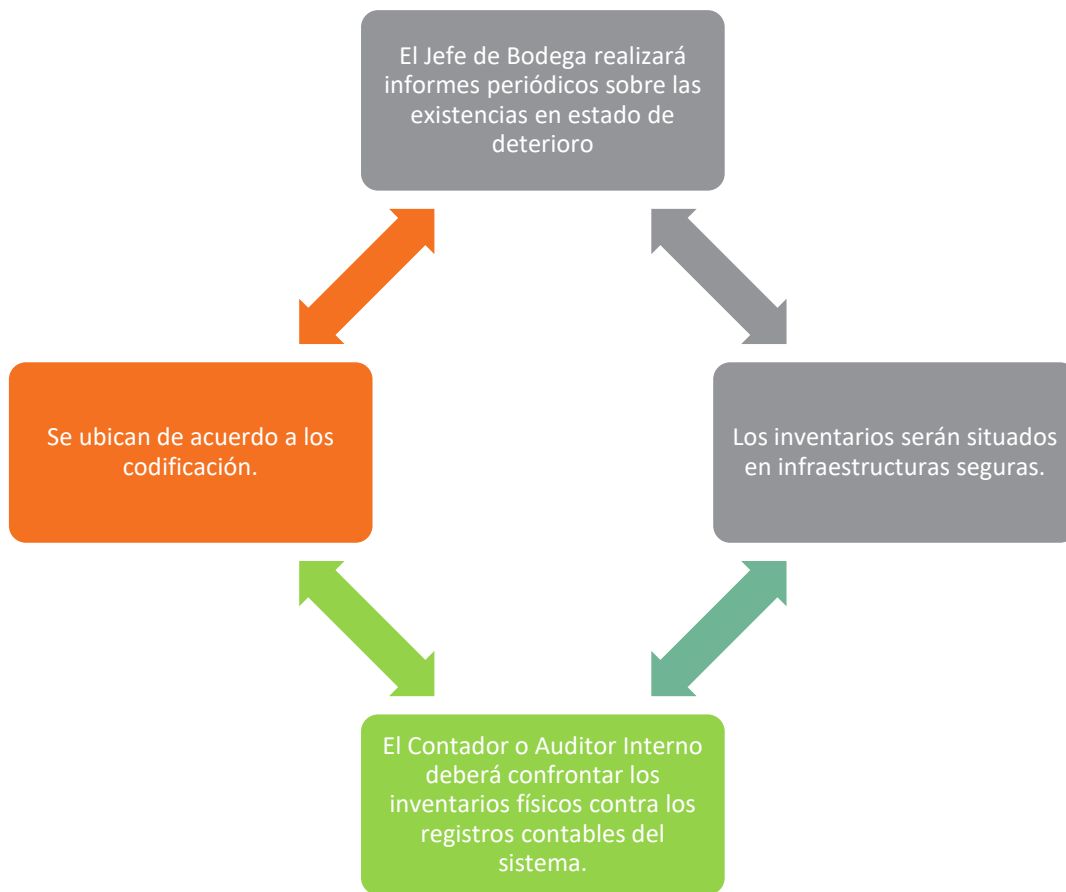 El Jefe de Bodega realizará
informes periódicos sobre las
existencias en estado de
deterioro
Se ubican de acuerdo a los
codificación.
Los inventarios serán situados
en infraestructuras seguras.
El Contador o Auditor Interno
deberá confrontar los
inventarios físicos contra los
registros contables del
sistema.